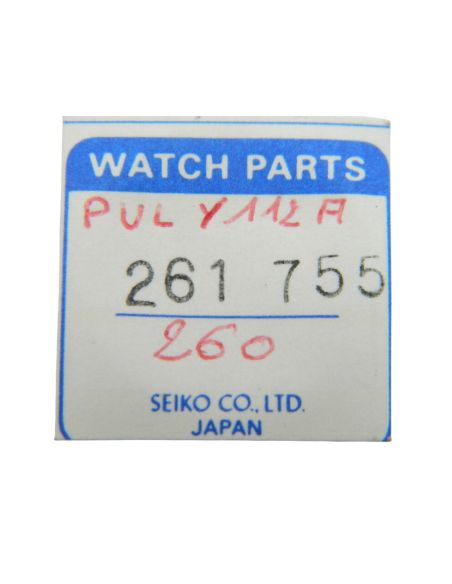 WATCH PARTS
PUL Y112A
261 755
260
SEIKO CO., LTD.
JAPAN